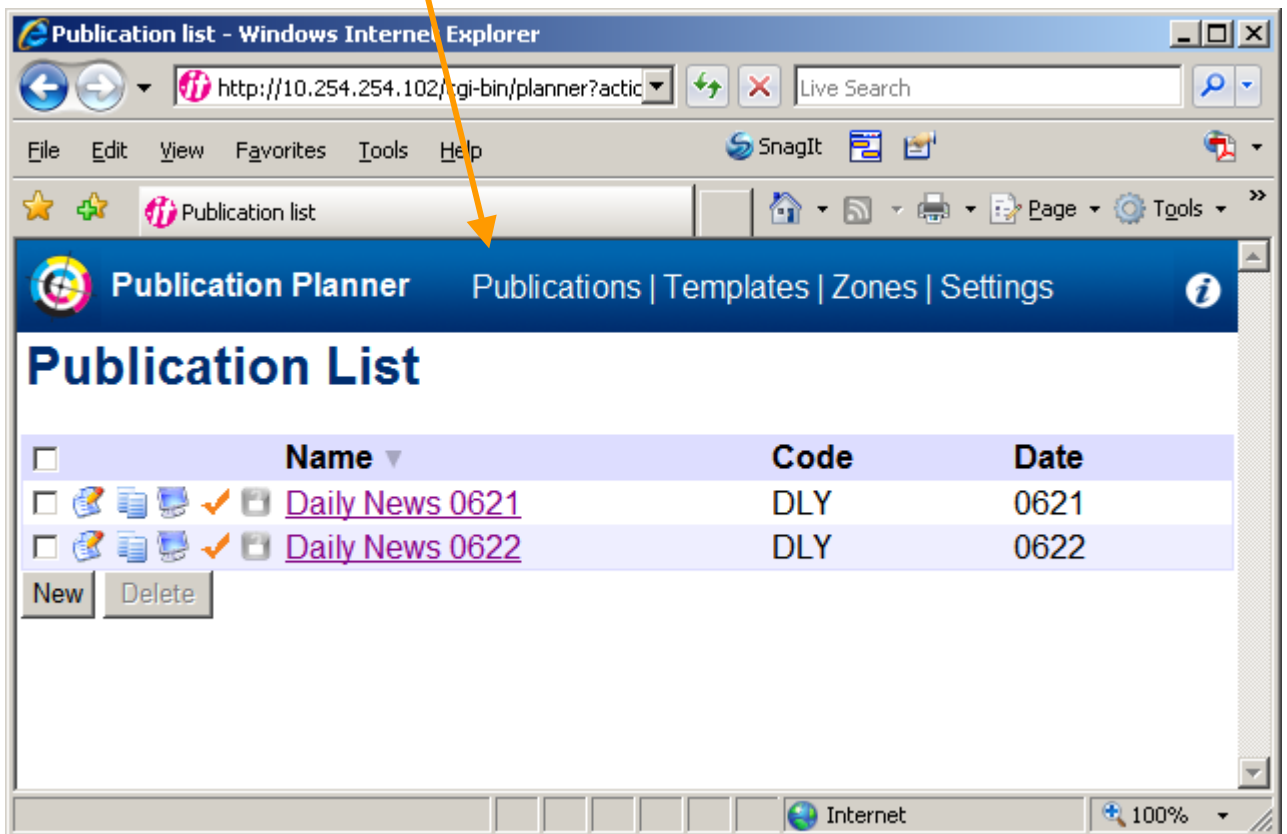 Publication list - Windows Internet Explorer
http://10.254.254.102/cgi-bin/planner?actic Live Search
File Edit View Favorites Tools Help SnagIt
Publication list Page Tools »
Publication Planner Publications | Templates | Zones | Settings i
Publication List
Name Code Date
Daily News 0621 DLY 0621
Daily News 0622 DLY 0622
New Delete
Internet 100%